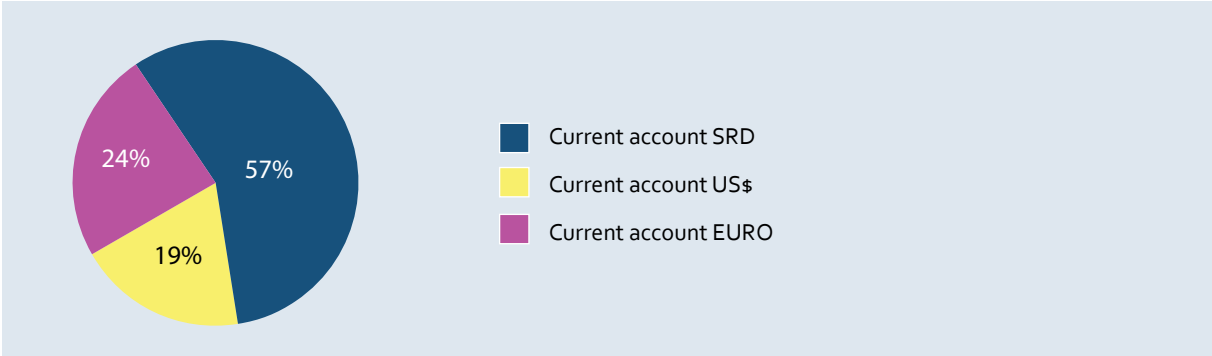 24%
57%
19%
Current account SRD
Current account US$
Current account EURO